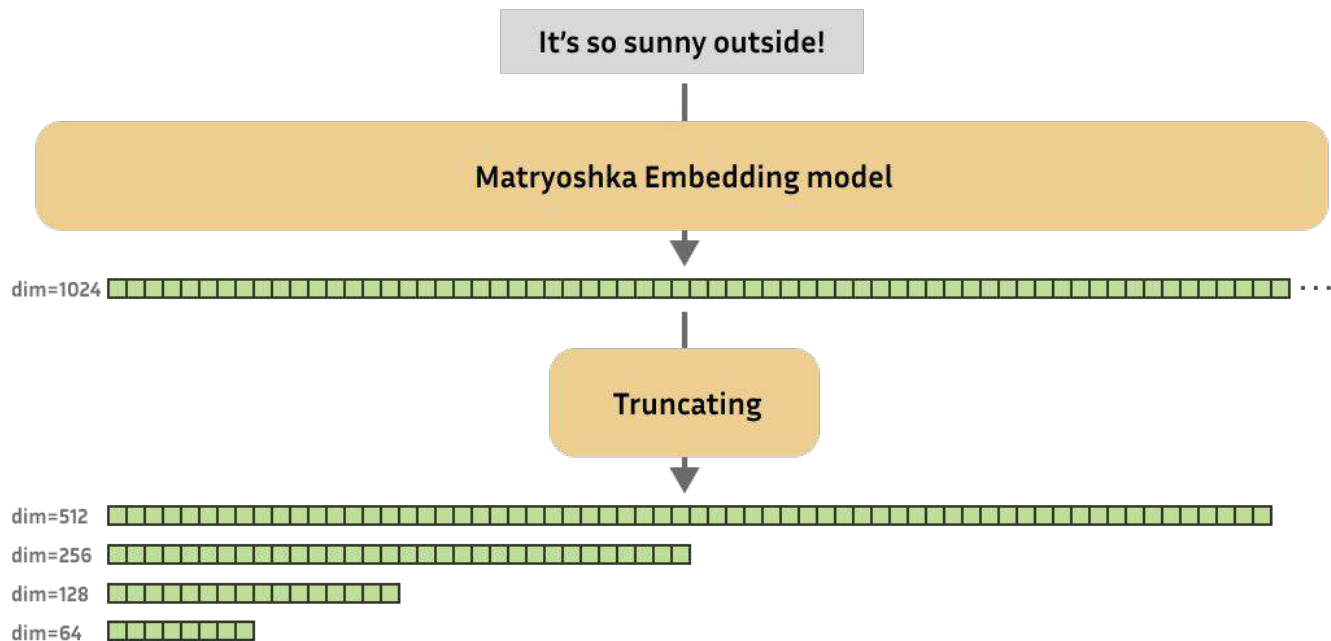 It's so sunny outside!
Matryoshka Embedding model
dim=1024 ...
Truncating
dim=512
dim=256
dim=128
dim=64